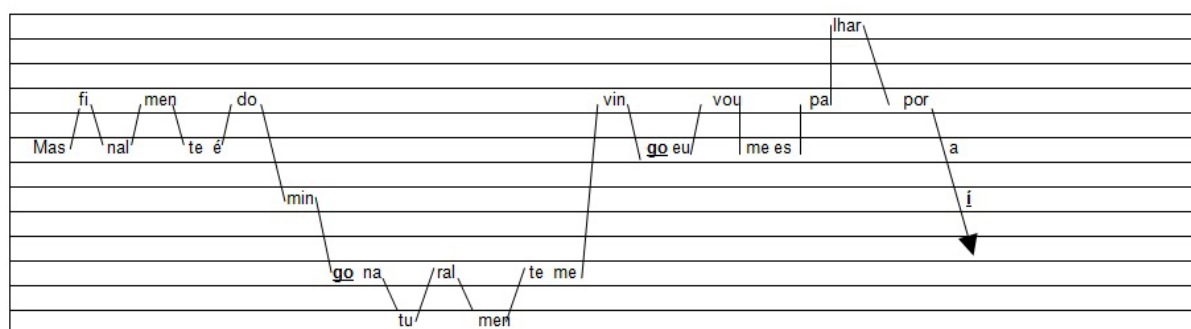 Mas fi nal men te é do min go na tu ral men te me vin go eu vou me es pa lhar por a í